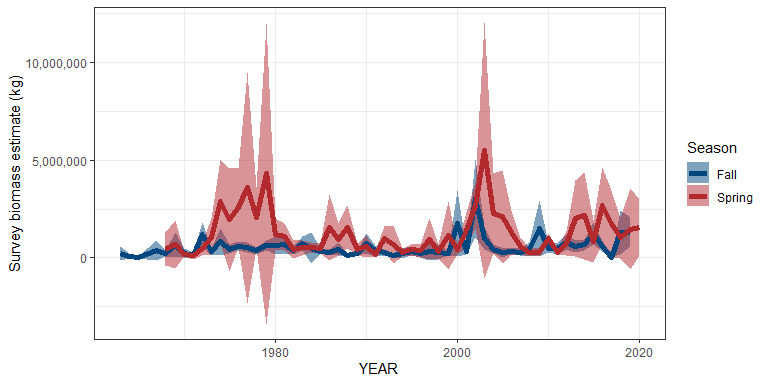 10,000,000
5,000,000
0
Survey biomass estimate (kg)
1980
2000
2020
YEAR
Season
Fall
Spring